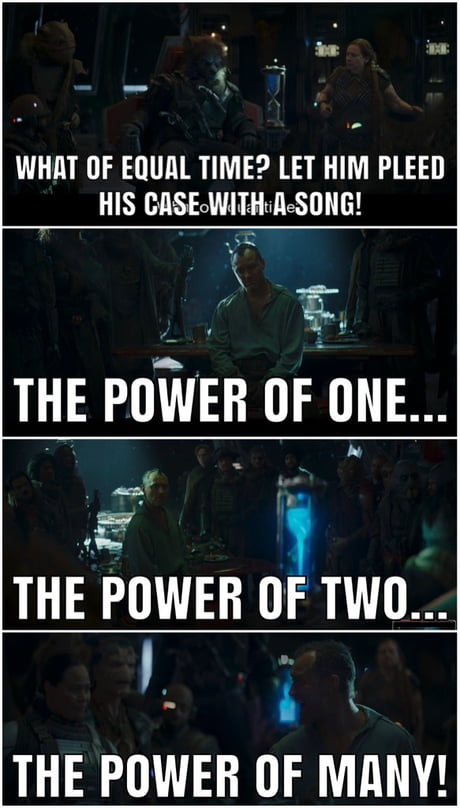 WHAT OF EQUAL TIME? LET HIM PLEED
HIS CASE WITH A SONG!
THE POWER OF ONE...
THE POWER OF TWO...
THE POWER OF MANY!